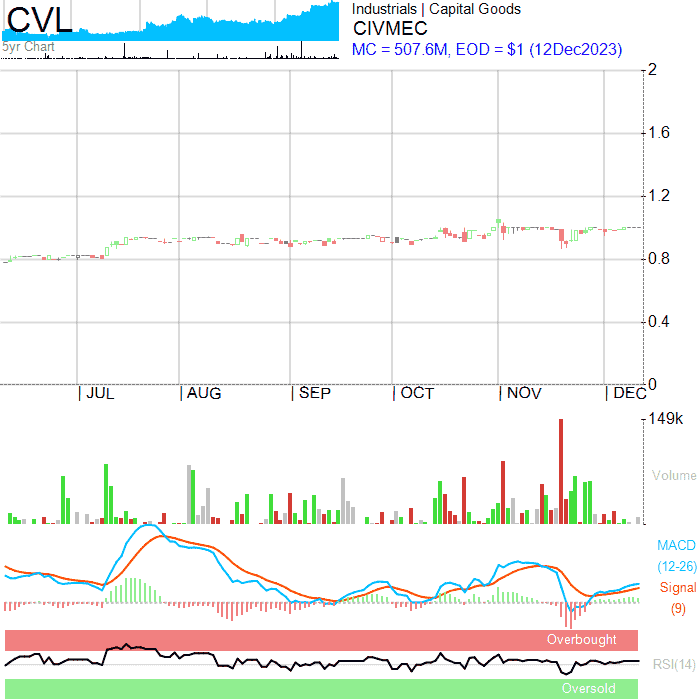 CVL
5yr Chart
Industrials | Capital Goods
CIVMEC
MC = 507.6M, EOD = $1 (12Dec2023)
2
1.6
1.2
0.8
0.4
0
| JUL
| AUG
| SEP
| OCT
| NOV
| DEC
149k
Volume
MACD
(12-26)
Signal
(9)
Overbought
RSI(14)
Oversold